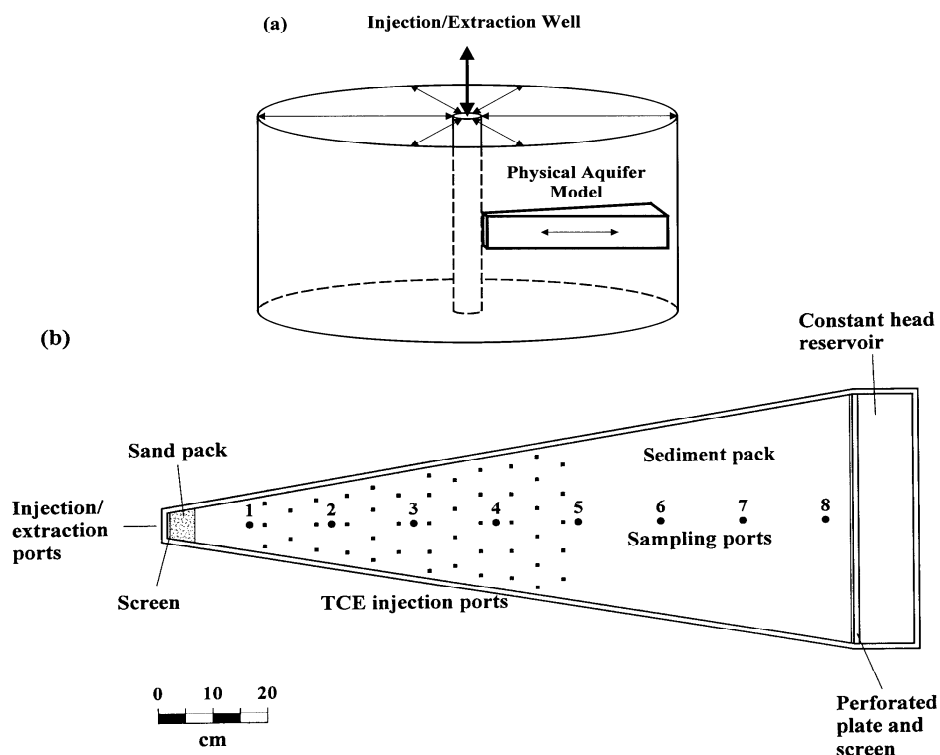 (a)
Injection/Extraction Well
Physical Aquifer
Model
(b)
Constant head
reservoir
Sand pack
Sediment pack
Injection/
extraction
ports
1
2
3
4
5
6
7
8
Sampling ports
Screen
TCE injection ports
0
10
20
cm
Perforated
plate and
screen